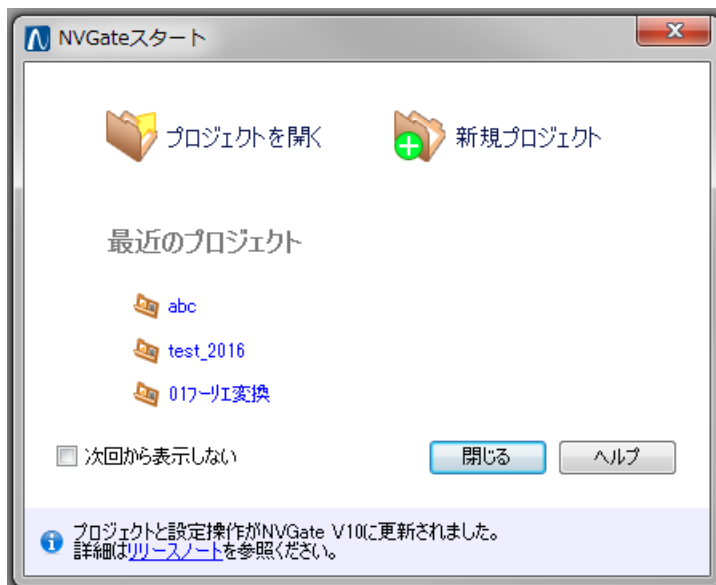 NVGateスタート
プロジェクトを開く
新規プロジェクト
最近のプロジェクト
abc
test_2016
01フーリエ変換
次回から表示しない
閉じる
ヘルプ
プロジェクトと設定操作がNVGate V10に更新されました。
詳細はリリースノートを参照ください。